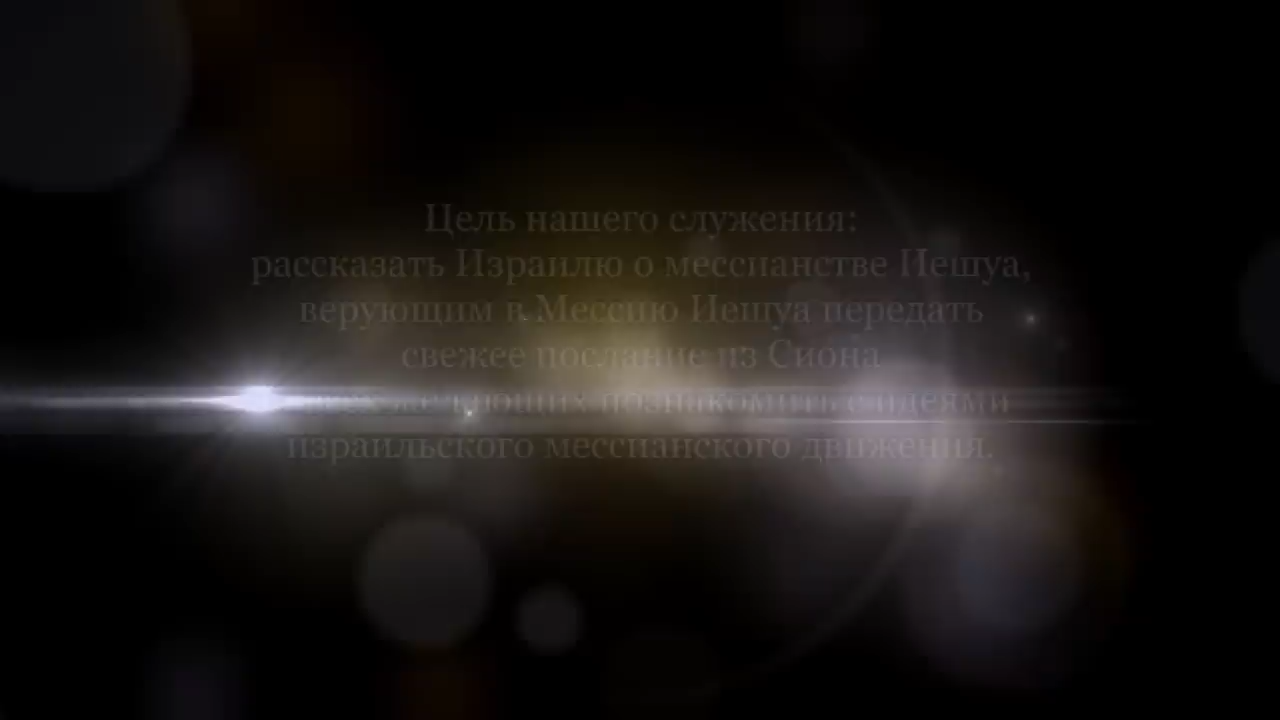 Цель нашего служения:
рассказать Израилю о мессианстве Иешуа,
верующим в Мессию Иешуа передать
свежее послание из Сиона
желающих познакомить с идеями
израильского мессианского движения.